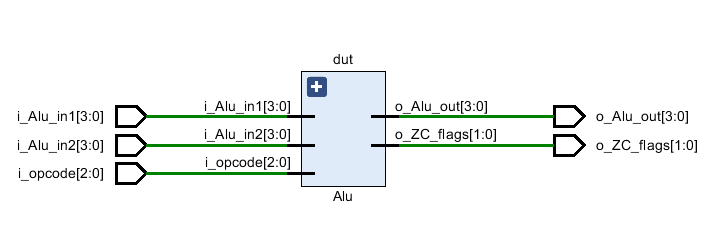 dut
i_Alu_in1[3:0]
i_Alu_in1[3:0]
o_Alu_out[3:0]
o_Alu_out[3:0]
i_Alu_in2[3:0]
i_Alu_in2[3:0]
o_ZC_flags[1:0]
o_ZC_flags[1:0]
i_opcode[2:0]
i_opcode[2:0]
Alu